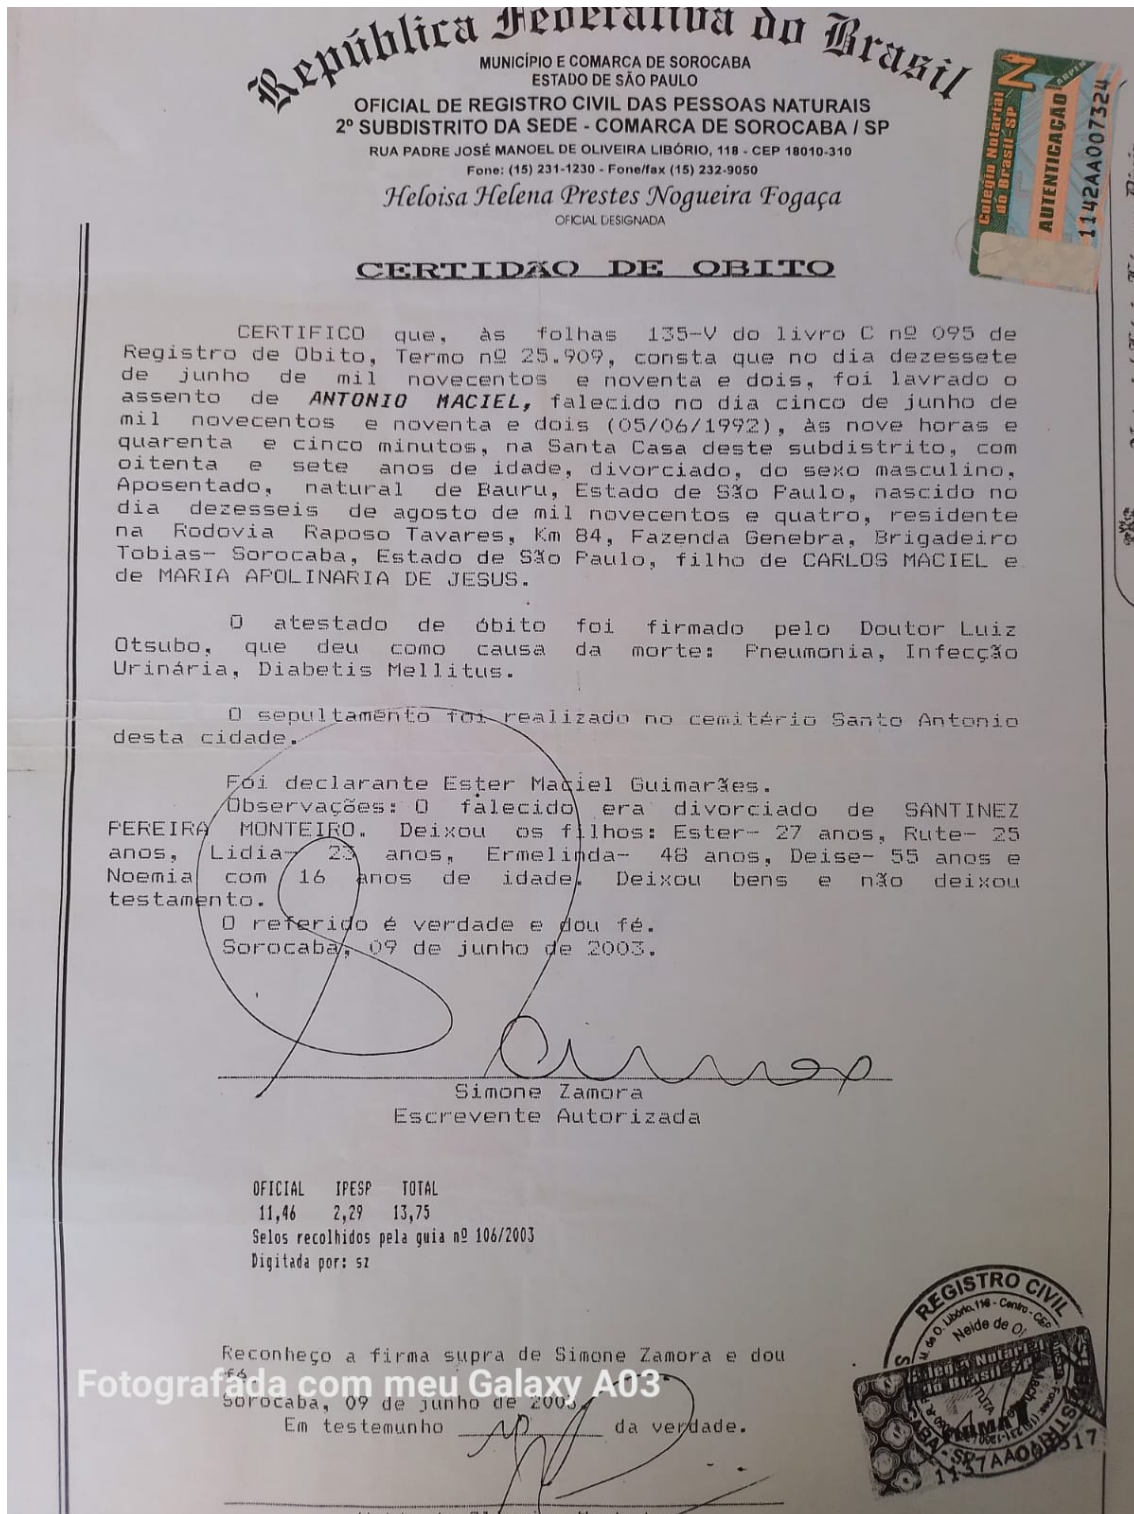 República Federativa do Brasil
MUNICÍPIO E COMARCA DE SOROCABA
ESTADO DE SÃO PAULO
OFICIAL DE REGISTRO CIVIL DAS PESSOAS NATURAIS
2º SUBDISTRITO DA SEDE - COMARCA DE SOROCABA / SP
RUA PADRE JOSÉ MANOEL DE OLIVEIRA LIBÓRIO, 118 - CEP 18010-310
Fone: (15) 231-1230 - Fone/fax (15) 232-9050
Heloisa Helena Prestes Nogueira Fogaça
OFICIAL DESIGNADA
Colégio Notarial
do Brasil-SP
ARPEN
AUTENTICAÇÃO
1142AA007324
CERTIDÃO DE OBITO
CERTIFICO que, às folhas 135-V do livro C nº 095 de
Registro de Obito, Termo nº 25.909, consta que no dia dezessete
de junho de mil novecentos e noventa e dois, foi lavrado o
assento de ANTONIO MACIEL, falecido no dia cinco de junho de
mil novecentos e noventa e dois (05/06/1992), às nove horas e
quarenta e cinco minutos, na Santa Casa deste subdistrito, com
oitenta e sete anos de idade, divorciado, do sexo masculino,
Aposentado, natural de Bauru, Estado de São Paulo, nascido no
dia dezesseis de agosto de mil novecentos e quatro, residente
na Rodovia Raposo Tavares, Km 84, Fazenda Genebra, Brigadeiro
Tobias- Sorocaba, Estado de São Paulo, filho de CARLOS MACIEL e
de MARIA APOLINARIA DE JESUS.
O atestado de óbito foi firmado pelo Doutor Luiz
Otsubo, que deu como causa da morte: Pneumonia, Infecção
Urinária, Diabetis Mellitus.
O sepultamento foi realizado no cemitério Santo Antonio
desta cidade.
Foi declarante Ester Maciel Guimarães.
Observações: O falecido era divorciado de SANTINEZ
PEREIRA MONTEIRO. Deixou os filhos: Ester- 27 anos, Rute- 25
anos, Lidia- 23 anos, Ermelinda- 48 anos, Deise- 55 anos e
Noemia com 16 anos de idade. Deixou bens e não deixou
testamento.
O referido é verdade e dou fé.
Sorocaba, 09 de junho de 2003.
Simone Zamora
Escrevente Autorizada
OFICIAL IPESP TOTAL
11,46 2,29 13,75
Selos recolhidos pela guia nº 106/2003
Digitada por: sz
Reconheço a firma supra de Simone Zamora e dou
fé.
Fotografada com meu Galaxy A03
Sorocaba, 09 de junho de 2003
Em testemunho da verdade.
REGISTRO CIVIL
Neide de
Colégio Notarial
do Brasil-SP
FIRMA